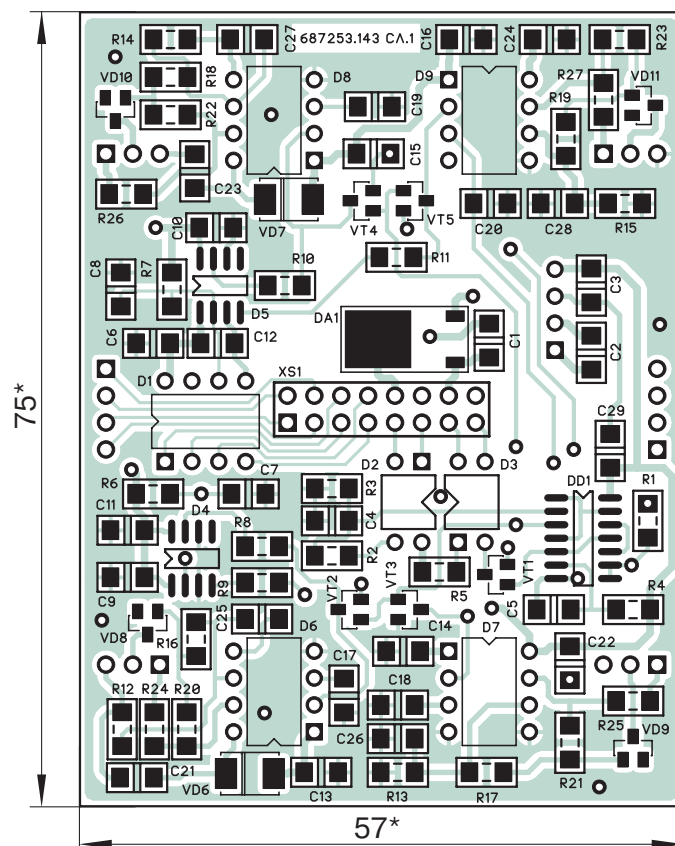 R14
C27
687253.143 СЛ.1
C16
C24
R23
R18
VD10
D8
D9
R27
VD11
R22
C19
R19
C15
R26
C23
VD7
VT4
VT5
C20
C28
R15
C10
C8
R7
R10
R11
C3
D5
DA1
C6
C12
C1
C2
D1
XS1
75*
C29
R6
C7
D2
D3
R3
DD1
R1
C11
D4
R8
C4
R2
C9
R9
VT2
VT3
R5
VT1
C5
R4
VD8
R16
C25
D6
C14
D7
C22
C17
R12
R24
R20
C18
R25
VD9
C26
C21
VD6
C13
R13
R17
R21
57*